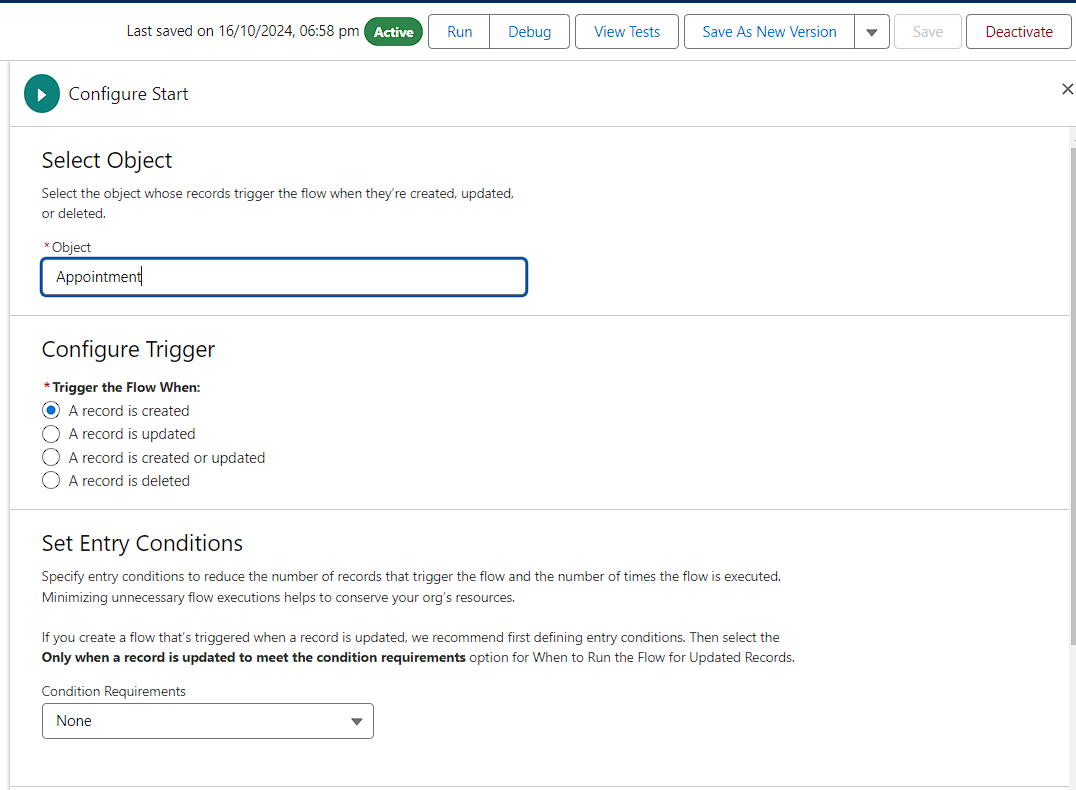 Last saved on 16/10/2024, 06:58 pm Active Run Debug View Tests Save As New Version Save Deactivate
Configure Start
Select Object
Select the object whose records trigger the flow when they're created, updated,
or deleted.
* Object
Appointment
Configure Trigger
* Trigger the Flow When:
A record is created
A record is updated
A record is created or updated
A record is deleted
Set Entry Conditions
Specify entry conditions to reduce the number of records that trigger the flow and the number of times the flow is executed.
Minimizing unnecessary flow executions helps to conserve your org's resources.
If you create a flow that's triggered when a record is updated, we recommend first defining entry conditions. Then select the
Only when a record is updated to meet the condition requirements option for When to Run the Flow for Updated Records.
Condition Requirements
None